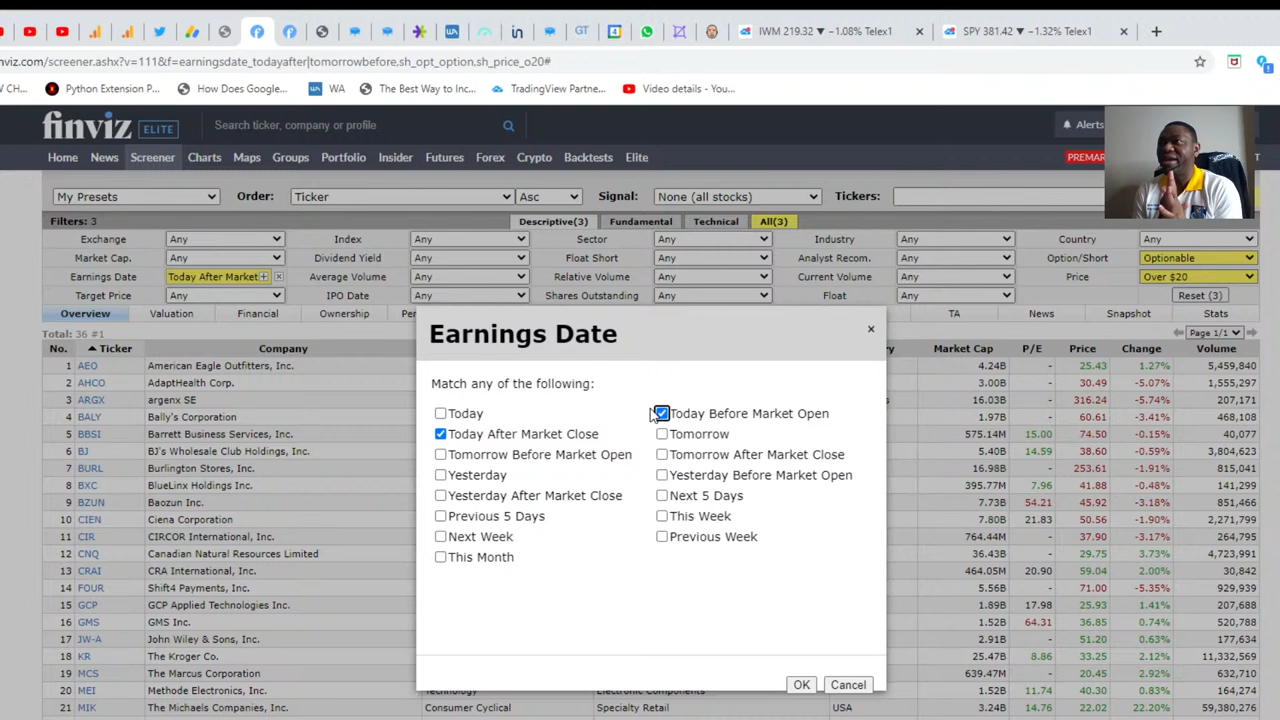 IWM 219.32 ▼ −1.08% Telex1 × SPY 381.42 ▼ −1.32% Telex1 × +
nviz.com/screener.ashx?v=111&f=earningsdate_todayafter|tomorrowbefore,sh_opt_option,sh_price_o20#
V CH... Python Extension P... How Does Google... WA The Best Way to Inc... TradingView Partne... Video details - You...
finviz ELITE Search ticker, company or profile Alerts
Home News Screener Charts Maps Groups Portfolio Insider Futures Forex Crypto Backtests Elite PREMAR T
My Presets Order: Ticker Asc Signal: None (all stocks) Tickers:
Filters: 3 Descriptive(3) Fundamental Technical All(3)
Exchange Any Index Any Sector Any Industry Any Country Any
Market Cap. Any Dividend Yield Any Float Short Any Analyst Recom. Any Option/Short Optionable
Earnings Date Today After Market Average Volume Any Relative Volume Any Current Volume Any Price Over $20
Target Price Any IPO Date Any Shares Outstanding Any Float Any Reset (3)
Overview Valuation Financial Ownership Per TA News Snapshot Stats
Total: 36 #1 Page 1/1
No. Ticker Company ry Market Cap P/E Price Change Volume
1 AEO American Eagle Outfitters, Inc. 4.24B - 25.43 1.27% 5,459,840
2 AHCO AdaptHealth Corp. 3.00B - 30.49 -5.07% 1,555,297
3 ARGX argenx SE 16.03B - 316.24 -5.74% 207,171
4 BALY Bally's Corporation 1.97B - 60.61 -3.41% 468,108
5 BBSI Barrett Business Services, Inc. 575.14M 15.00 74.50 -0.15% 40,077
6 BJ BJ's Wholesale Club Holdings, Inc. 5.40B 14.59 38.60 -0.59% 3,804,623
7 BURL Burlington Stores, Inc. 16.98B - 253.61 -1.91% 815,041
8 BXC BlueLinx Holdings Inc. 395.77M 7.96 41.88 -0.48% 141,299
9 BZUN Baozun Inc. 7.73B 54.21 45.92 -3.18% 851,466
10 CIEN Ciena Corporation 7.80B 21.83 50.56 -1.90% 2,271,799
11 CIR CIRCOR International, Inc. 764.44M - 37.90 -3.17% 264,795
12 CNQ Canadian Natural Resources Limited 36.43B - 29.75 3.73% 4,723,991
13 CRAI CRA International, Inc. 464.05M 20.90 59.04 2.00% 30,842
14 FOUR Shift4 Payments, Inc. 5.56B - 71.00 -5.35% 929,939
15 GCP GCP Applied Technologies Inc. 1.89B 17.98 25.93 1.41% 207,688
16 GMS GMS Inc. 1.52B 64.31 36.85 0.74% 520,788
17 JW-A John Wiley & Sons, Inc. 2.91B - 51.20 0.63% 177,634
18 KR The Kroger Co. 25.47B 8.86 33.25 2.12% 11,332,569
19 MCS The Marcus Corporation 639.47M - 20.45 2.92% 962,510
20 MEI Methode Electronics, Inc. Technology Electronic Components USA 1.52B 11.74 40.30 0.83% 174,324
21 MIK The Michaels Companies, Inc. Consumer Cyclical Specialty Retail USA 3.24B 14.76 22.02 22.20% 59,380,276
Earnings Date ×
Match any of the following:
Today Today Before Market Open
Today After Market Close Tomorrow
Tomorrow Before Market Open Tomorrow After Market Close
Yesterday Yesterday Before Market Open
Yesterday After Market Close Next 5 Days
Previous 5 Days This Week
Next Week Previous Week
This Month
OK Cancel